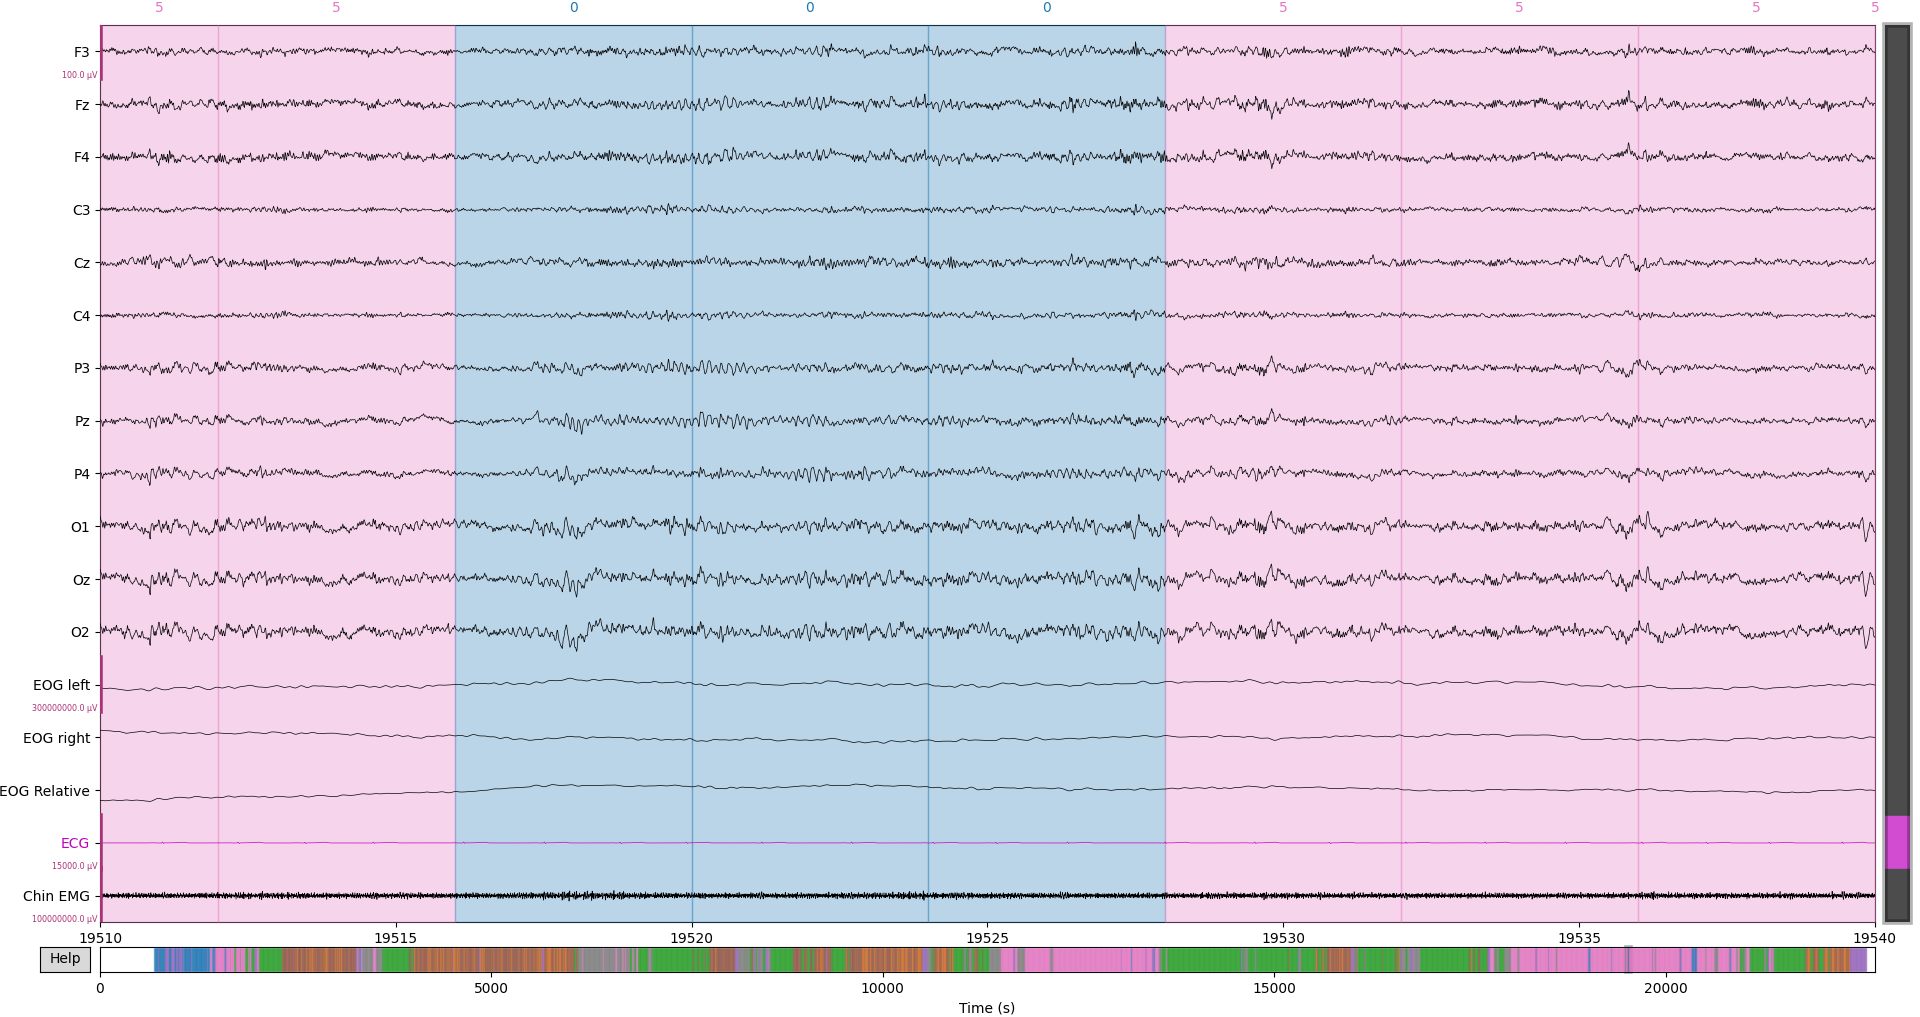 5 5 0 0 0 5 5 5 5
F3
100.0 µV
Fz
F4
C3
Cz
C4
P3
Pz
P4
O1
Oz
O2
EOG left
300000000.0 µV
EOG right
EOG Relative
ECG
15000.0 µV
Chin EMG
100000000.0 µV
19510 19515 19520 19525 19530 19535 19540
Help
0 5000 10000 15000 20000
Time (s)